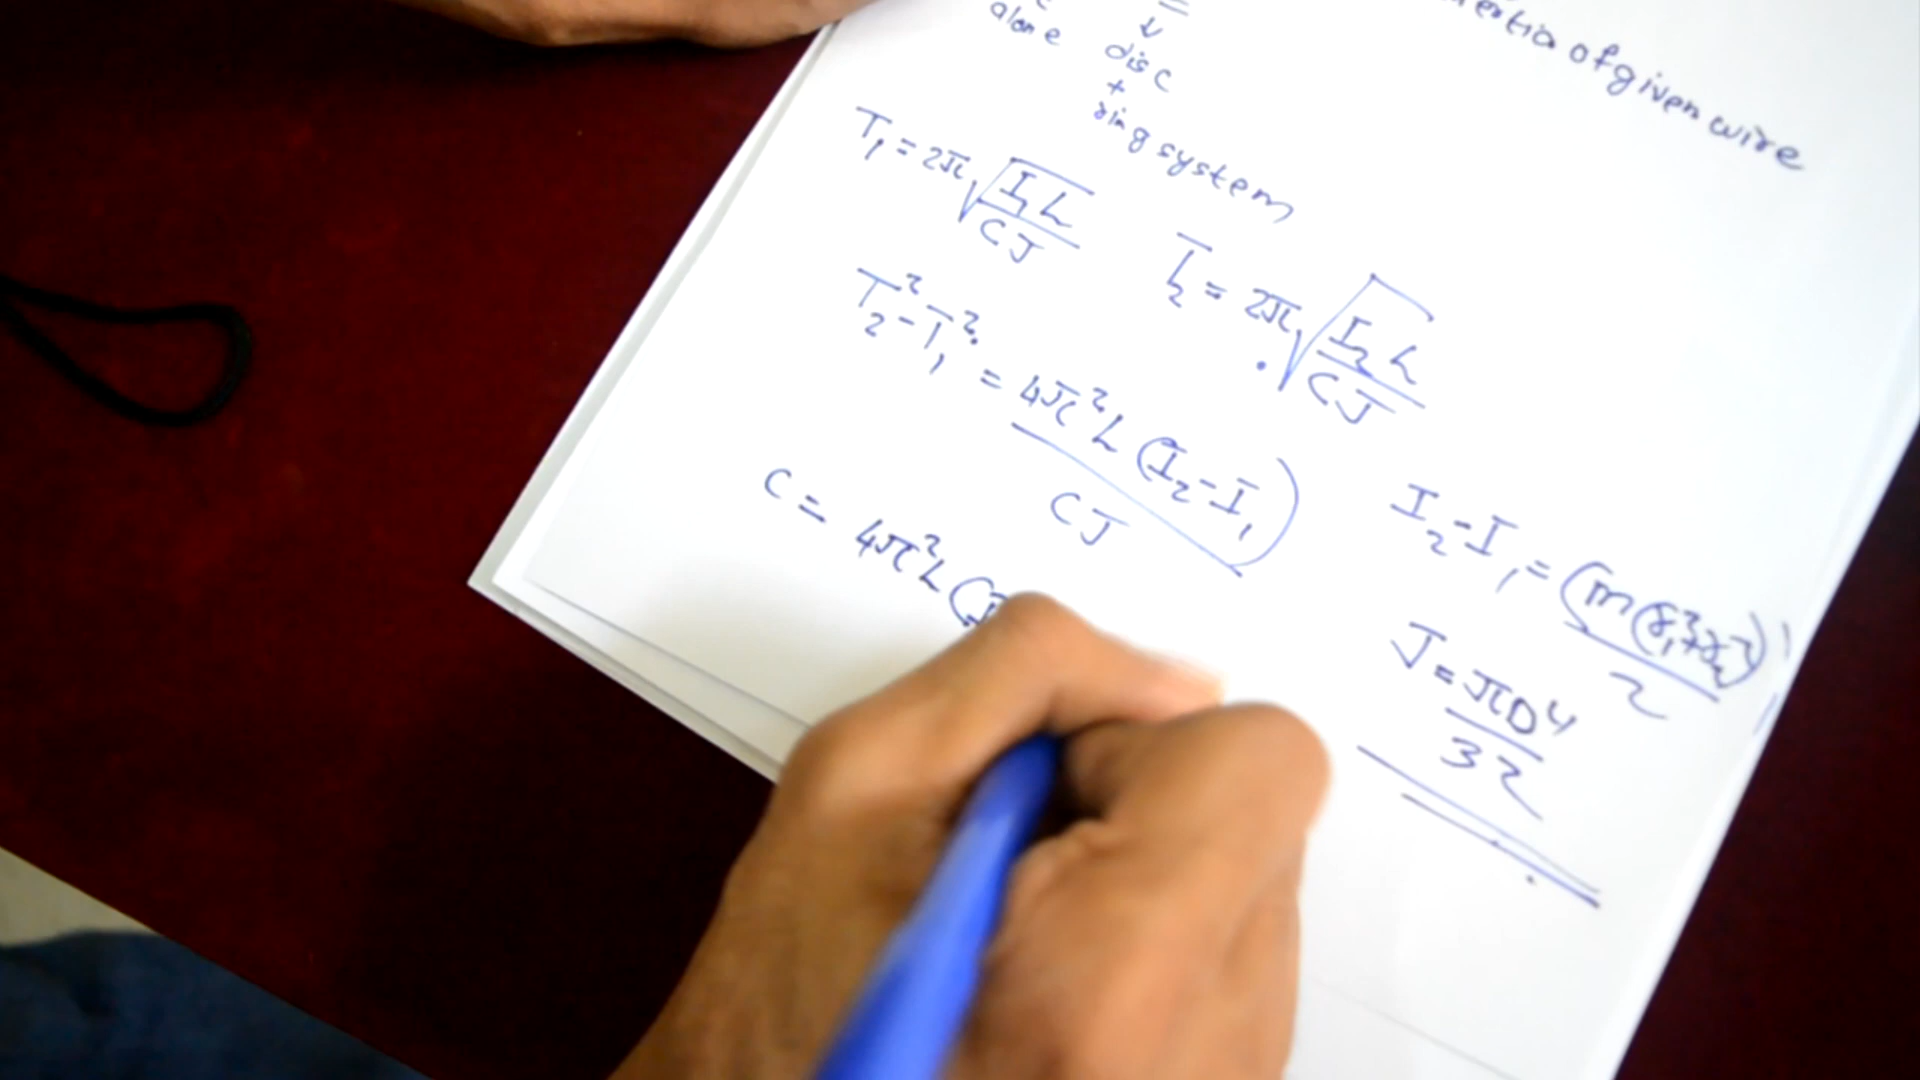 of given wire
alone
↓
disc
+
ring system
T₁ = 2π √(I₁L/CJ)
T₂ = 2π √(I₂L/CJ)
T₂² - T₁² = 4π²L (I₂ - I₁) / CJ
I₂ - I₁ = (m(r₁² + r₂²)) / 2
J = πD⁴ / 32
C = 4π²L (I